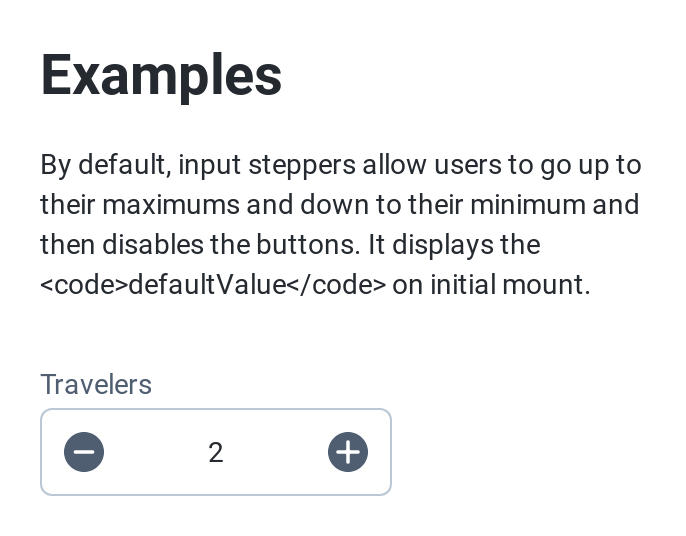 Examples
By default, input steppers allow users to go up to
their maximums and down to their minimum and
then disables the buttons. It displays the
<code>defaultValue</code> on initial mount.
Travelers
2